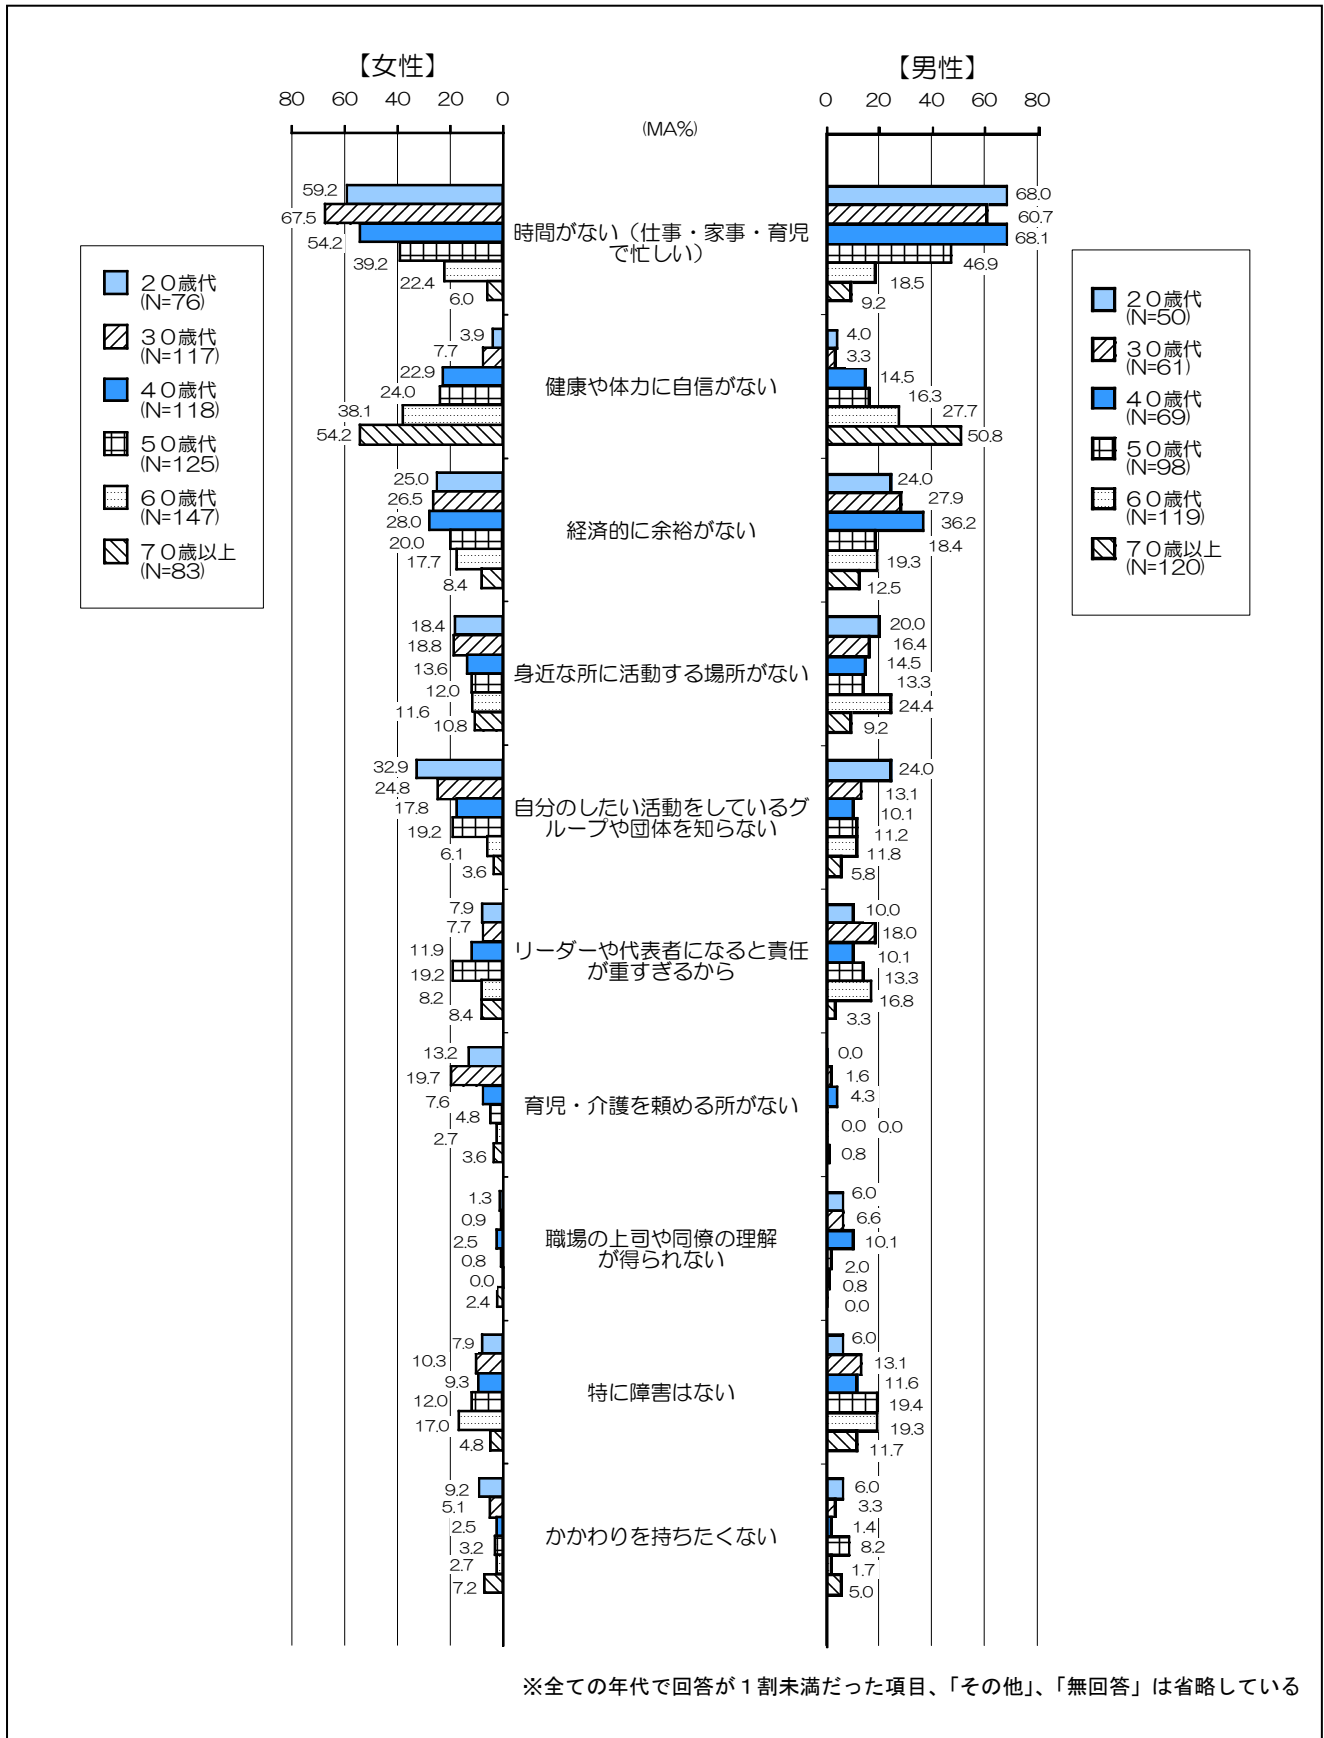 【女性】
【男性】
80 60 40 20 0
0 20 40 60 80
(MA%)
２０歳代
(N=76)
３０歳代
(N=117)
４０歳代
(N=118)
５０歳代
(N=125)
６０歳代
(N=147)
７０歳以上
(N=83)
２０歳代
(N=50)
３０歳代
(N=61)
４０歳代
(N=69)
５０歳代
(N=98)
６０歳代
(N=119)
７０歳以上
(N=120)
時間がない（仕事・家事・育児
で忙しい）
59.2
67.5
54.2
39.2
22.4
6.0
68.0
60.7
68.1
46.9
18.5
9.2
健康や体力に自信がない
3.9
7.7
22.9
24.0
38.1
54.2
4.0
3.3
14.5
16.3
27.7
50.8
経済的に余裕がない
25.0
26.5
28.0
20.0
17.7
8.4
24.0
27.9
36.2
18.4
19.3
12.5
身近な所に活動する場所がない
18.4
18.8
13.6
12.0
11.6
10.8
20.0
16.4
14.5
13.3
24.4
9.2
自分のしたい活動をしているグ
ループや団体を知らない
32.9
24.8
17.8
19.2
6.1
3.6
24.0
13.1
10.1
11.2
11.8
5.8
リーダーや代表者になると責任
が重すぎるから
7.9
7.7
11.9
19.2
8.2
8.4
10.0
18.0
10.1
13.3
16.8
3.3
育児・介護を頼める所がない
13.2
19.7
7.6
4.8
2.7
3.6
0.0
1.6
4.3
0.0 0.0
0.8
職場の上司や同僚の理解
が得られない
1.3
0.9
2.5
0.8
0.0
2.4
6.0
6.6
10.1
2.0
0.8
0.0
特に障害はない
7.9
10.3
9.3
12.0
17.0
4.8
6.0
13.1
11.6
19.4
19.3
11.7
かかわりを持ちたくない
9.2
5.1
2.5
3.2
2.7
7.2
6.0
3.3
1.4
8.2
1.7
5.0
※全ての年代で回答が１割未満だった項目、「その他」、「無回答」は省略している